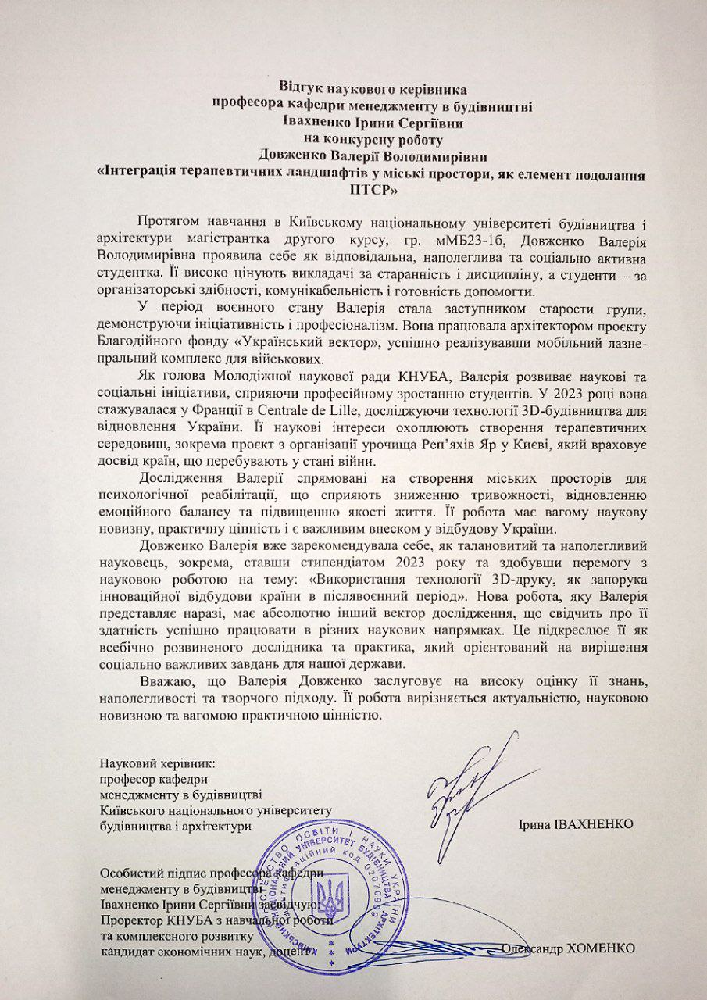 Відгук наукового керівника
професора кафедри менеджменту в будівництві
Івахненко Ірини Сергіївни
на конкурсну роботу
Довженко Валерії Володимирівни
«Інтеграція терапевтичних ландшафтів у міські простори, як елемент подолання
ПТСР»
Протягом навчання в Київському національному університеті будівництва і
архітектури магістрантка другого курсу, гр. мМБ23-1б, Довженко Валерія
Володимирівна проявила себе як відповідальна, наполеглива та соціально активна
студентка. Її високо цінують викладачі за старанність і дисципліну, а студенти – за
організаторські здібності, комунікабельність і готовність допомогти.
У період воєнного стану Валерія стала заступником старости групи,
демонструючи ініціативність і професіоналізм. Вона працювала архітектором проєкту
Благодійного фонду «Український вектор», успішно реалізувавши мобільний лазне-
пральний комплекс для військових.
Як голова Молодіжної наукової ради КНУБА, Валерія розвиває наукові та
соціальні ініціативи, сприяючи професійному зростанню студентів. У 2023 році вона
стажувалася у Франції в Centrale de Lille, досліджуючи технології 3D-будівництва для
відновлення України. Її наукові інтереси охоплюють створення терапевтичних
середовищ, зокрема проєкт з організації урочища Реп’яхів Яр у Києві, який враховує
досвід країн, що перебувають у стані війни.
Дослідження Валерії спрямовані на створення міських просторів для
психологічної реабілітації, що сприяють зниженню тривожності, відновленню
емоційного балансу та підвищенню якості життя. Її робота має вагому наукову
новизну, практичну цінність і є важливим внеском у відбудову України.
Довженко Валерія вже зарекомендувала себе, як талановитий та наполегливий
науковець, зокрема, ставши стипендіатом 2023 року та здобувши перемогу з
науковою роботою на тему: «Використання технології 3D-друку, як запорука
інноваційної відбудови країни в післявоєнний період». Нова робота, яку Валерія
представляє наразі, має абсолютно інший вектор дослідження, що свідчить про її
здатність успішно працювати в різних наукових напрямках. Це підкреслює її як
всебічно розвиненого дослідника та практика, який орієнтований на вирішення
соціально важливих завдань для нашої держави.
Вважаю, що Валерія Довженко заслуговує на високу оцінку її знань,
наполегливості та творчого підходу. Її робота вирізняється актуальністю, науковою
новизною та вагомою практичною цінністю.
Науковий керівник:
професор кафедри
менеджменту в будівництві
Київського національного університету
будівництва і архітектури
Ірина ІВАХНЕНКО
Особистий підпис професора кафедри
менеджменту в будівництві
Івахненко Ірини Сергіївни засвідчую:
Проректор КНУБА з навчальної роботи
та комплексного розвитку
кандидат економічних наук, доцент
Олександр ХОМЕНКО
МІНІСТЕРСТВО ОСВІТИ І НАУКИ УКРАЇНИ
КИЇВСЬКИЙ НАЦІОНАЛЬНИЙ УНІВЕРСИТЕТ БУДІВНИЦТВА І АРХІТЕКТУРИ
Ідентифікаційний код 02070909